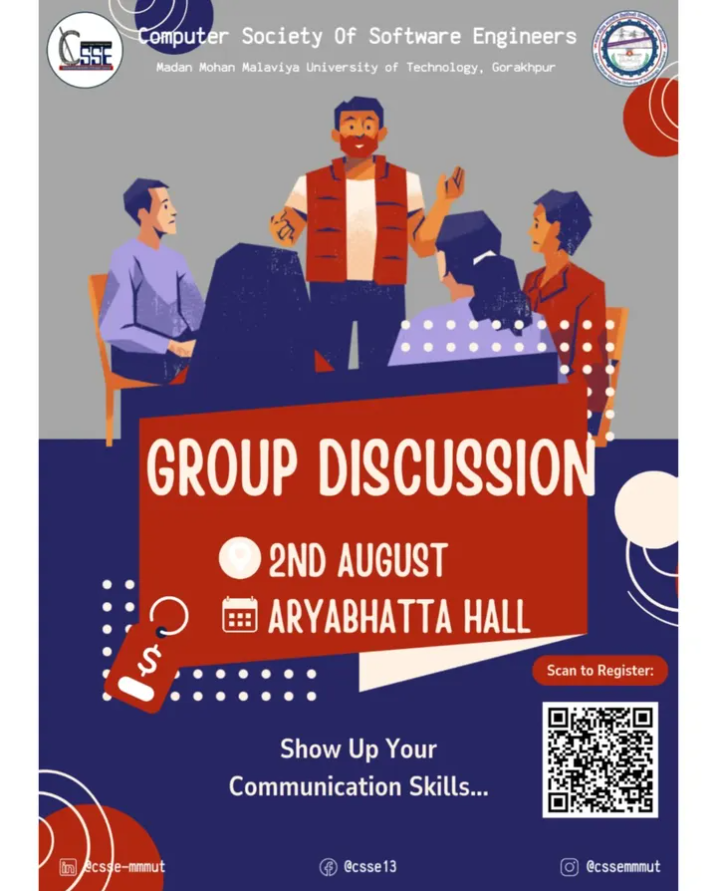 Computer Society Of Software Engineers
Madan Mohan Malaviya University of Technology, Gorakhpur
CSSE
GROUP DISCUSSION
2ND AUGUST
ARYABHATTA HALL
$
Scan to Register:
Show Up Your
Communication Skills...
@csse-mmmut
@csse13
@cssemmmut